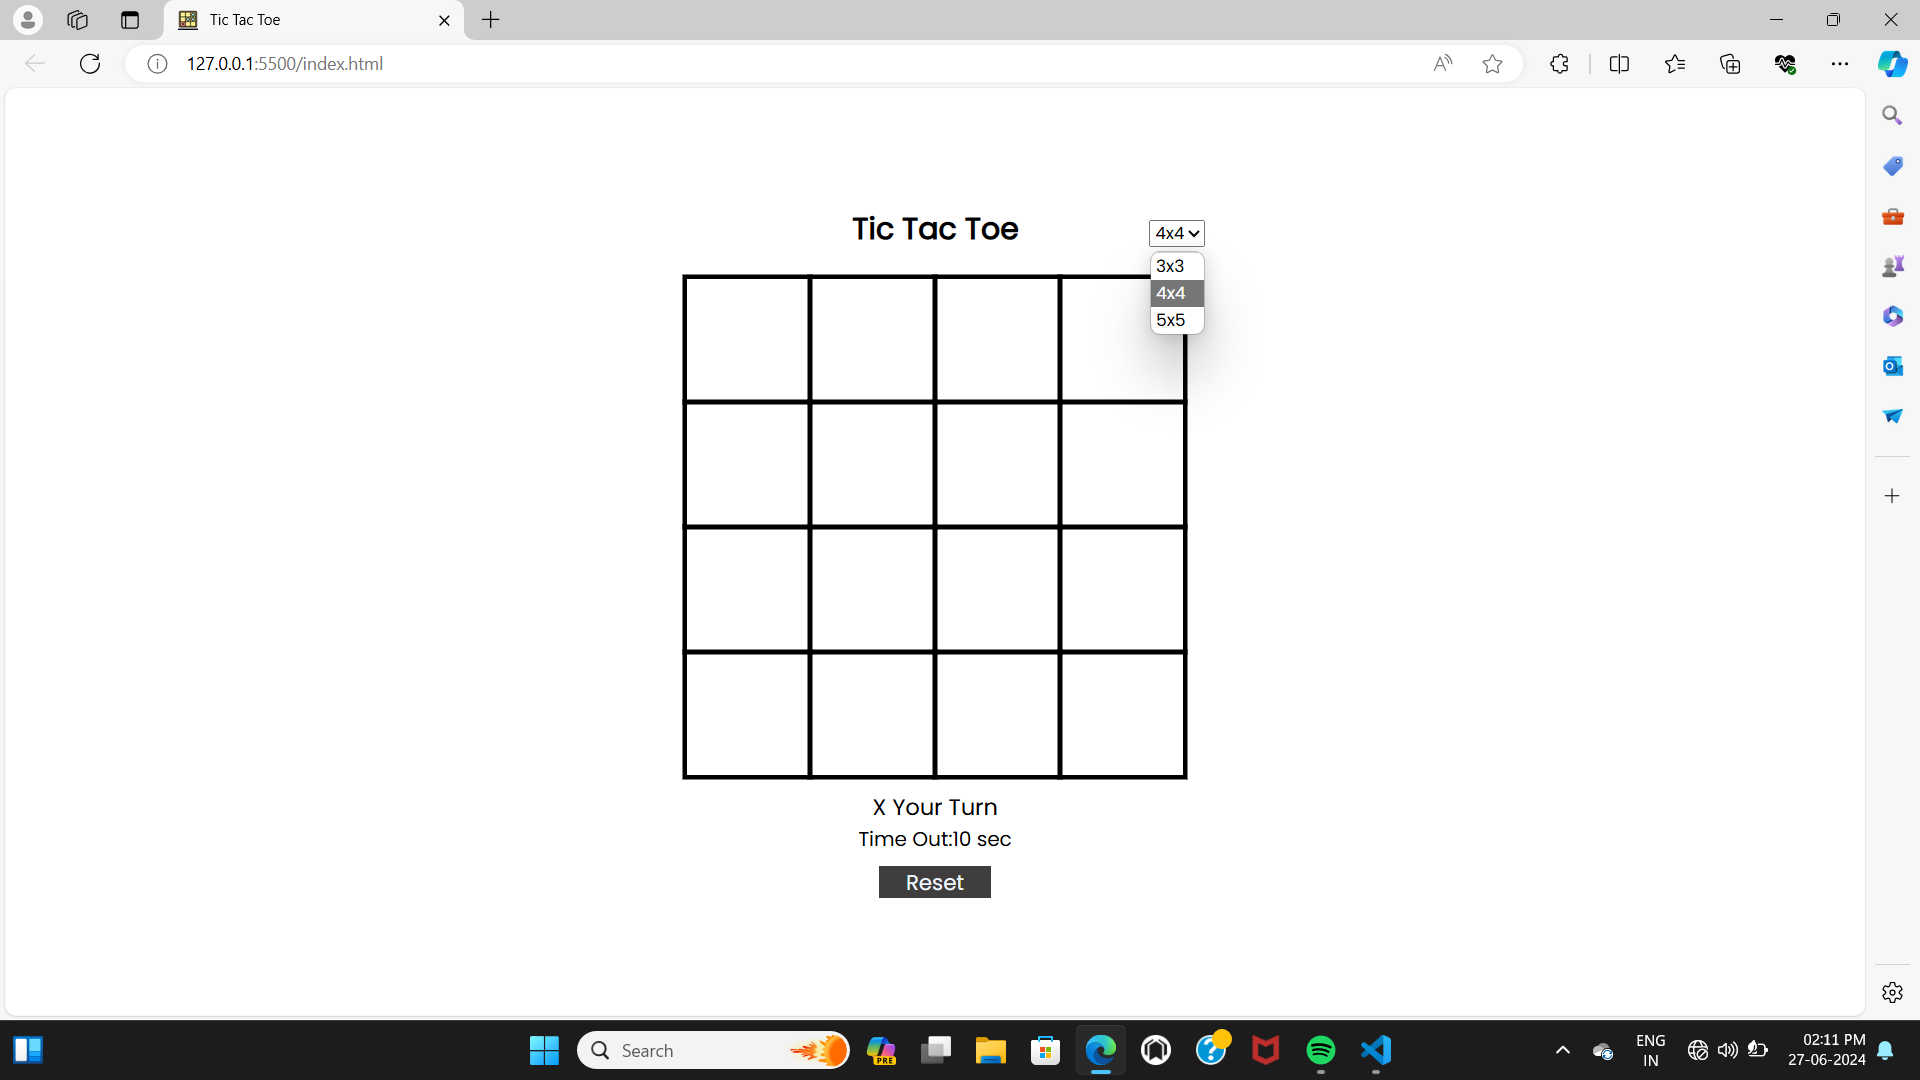 Tic Tac Toe
127.0.0.1:5500/index.html
Tic Tac Toe
4x4
3x3
4x4
5x5
X Your Turn
Time Out:10 sec
Reset
Search
PRE
ENG
IN
02:11 PM
27-06-2024